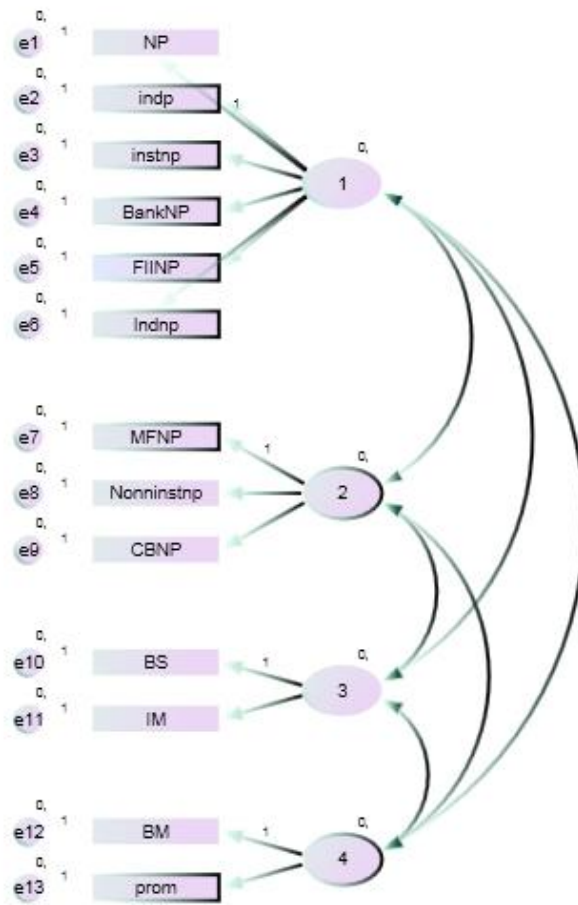 0,
e1 1 NP
0,
e2 1 indp
1
0,
e3 1 instnp
0,
1
0,
e4 1 BankNP
0,
e5 1 FIINP
0,
e6 1 Indnp
0,
e7 1 MFNP
1
0,
0,
e8 1 Nonninstnp
2
0,
e9 1 CBNP
0,
e10 1 BS
1
0,
3
0,
e11 1 IM
0,
e12 1 BM
1
0,
4
0,
e13 1 prom